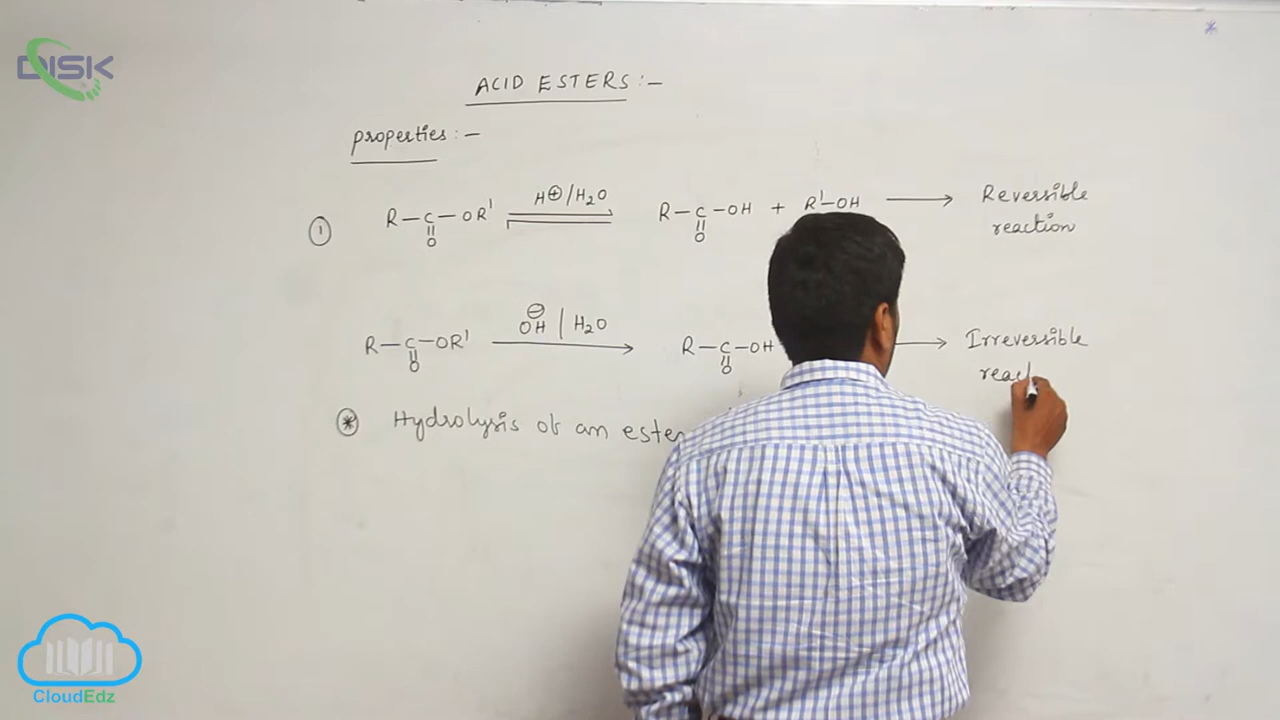 DISK
ACID ESTERS :-
properties :-
① R-C-OR' ⇌ H⊕/H2O R-C-OH + R'-OH → Reversible
O O reaction
R-C-OR' → ⊖OH | H2O R-C-OH → Irreversible
O O reac
⊛ Hydrolysis of an ester
CloudEdz